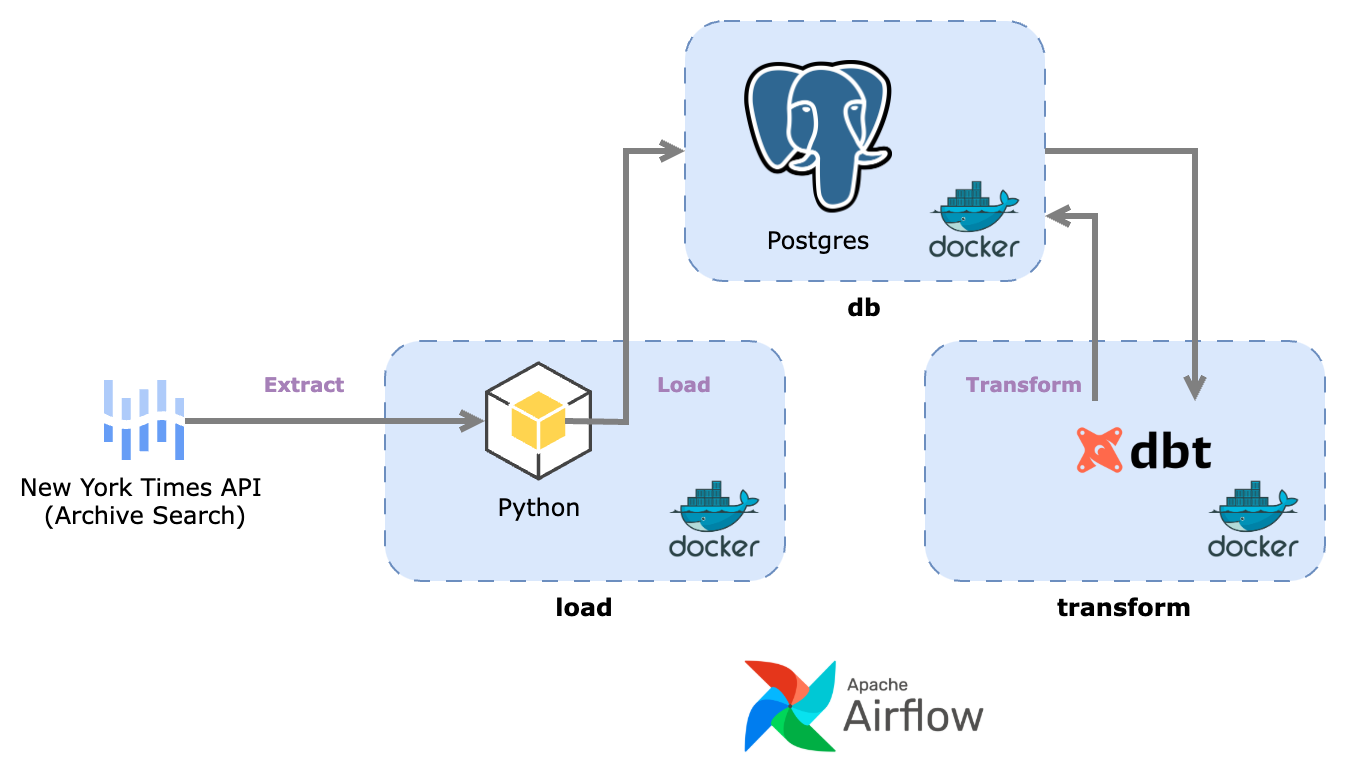 Postgres
docker
db
Extract
Load
Transform
New York Times API
(Archive Search)
Python
docker
dbt
docker
load
transform
Apache
Airflow